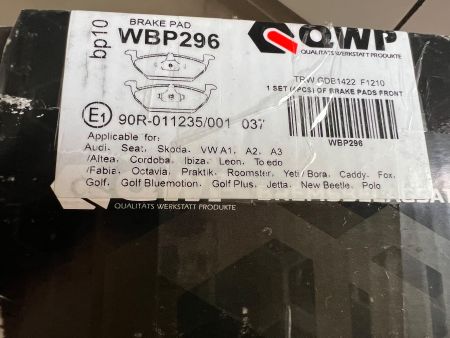 bp10
BRAKE PAD
WBP296
QWP
QUALITÄTS WERKSTATT PRODUKTE
TRW GDB1422 F1210
1 SET (4PCS) OF BRAKE PADS FRONT
E1 90R-011235/001 037
WBP296
Applicable for:
Audi, Seat, Skoda, VW A1, A2, A3
/Altea, Cordoba, Ibiza, Leon, Toledo
/Fabia, Octavia, Praktik, Roomster, Yeti/Bora, Caddy, Fox,
Golf, Golf Bluemotion, Golf Plus, Jetta, New Beetle, Polo
QUALITÄTS WERKSTATT PRODUKTE